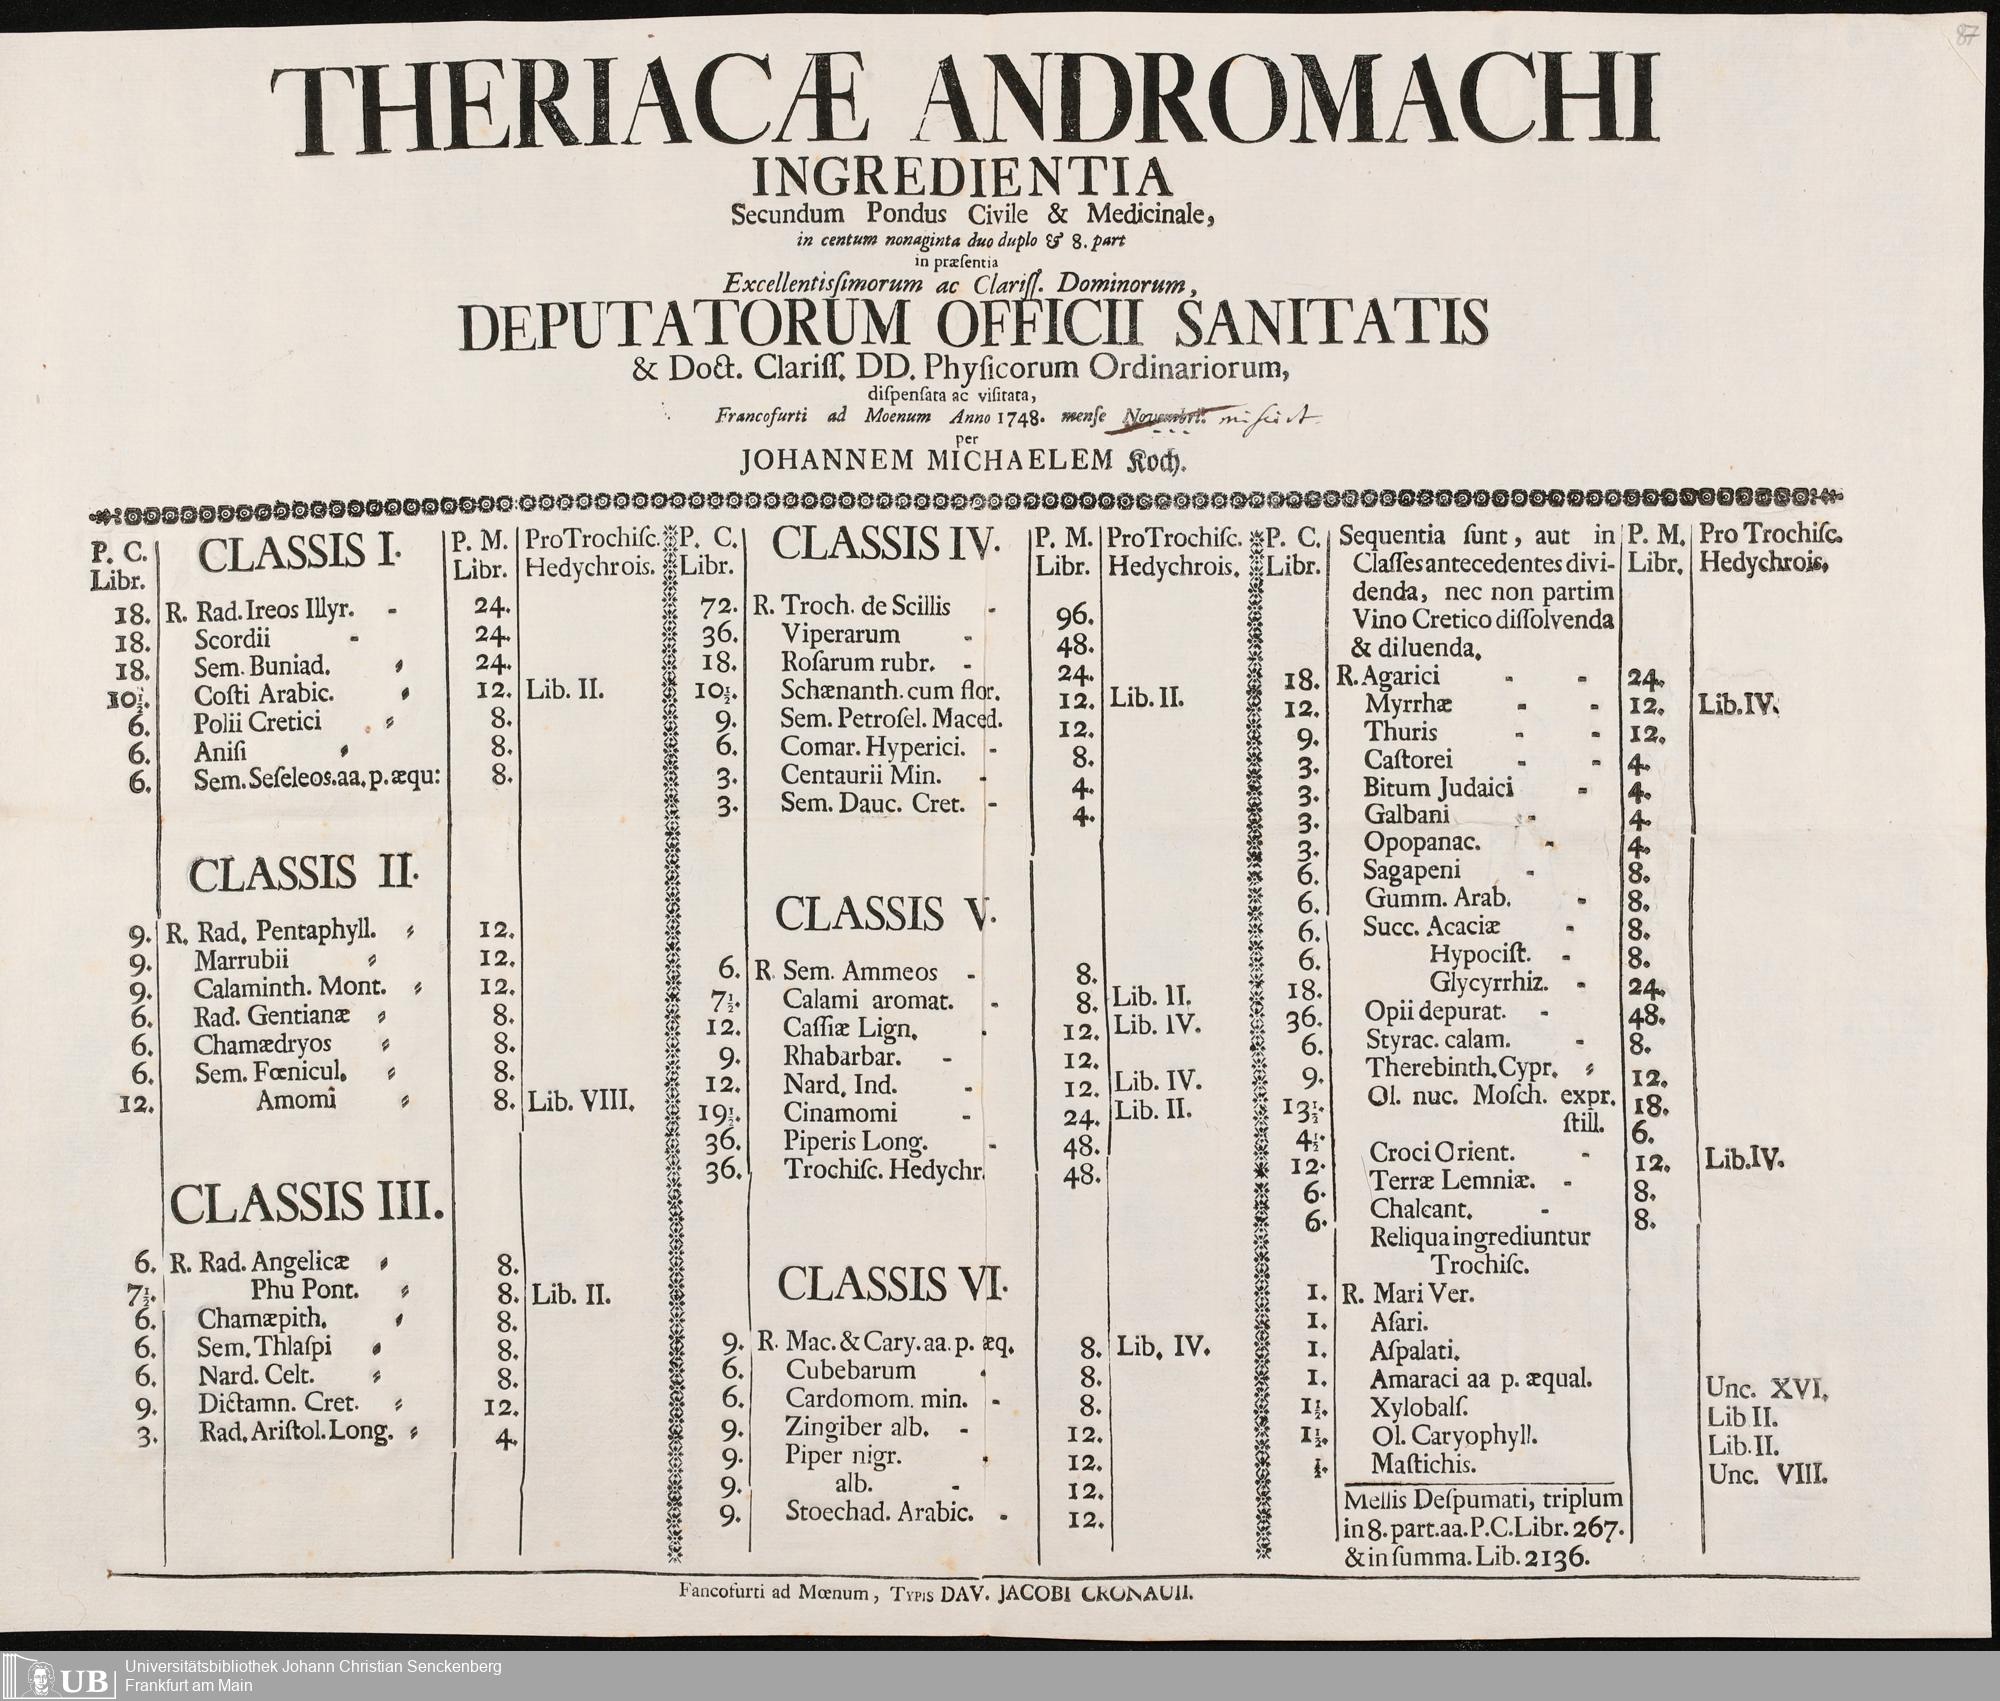 87
THERIACÆ ANDROMACHI
INGREDIENTIA
Secundum Pondus Civile & Medicinale,
in centum nonaginta duo duplo & 8. part
in præſentia
Excellentisſimorum ac Clariſſ. Dominorum,
DEPUTATORUM OFFICII SANITATIS
& Doct. Clariſſ. DD. Phyſicorum Ordinariorum,
diſpenſata ac viſitata,
Francofurti ad Moenum Anno 1748. menſe Novembri.
per
JOHANNEM MICHAELEM Koch.
P. C. CLASSIS I. P. M. Pro Trochiſc.
Libr. Libr. Hedychrois.
18. R. Rad. Ireos Illyr. - 24.
18. Scordii - 24.
18. Sem. Buniad. 24.
10½. Coſti Arabic. 12. Lib. II.
6. Polii Cretici 8.
6. Aniſi 8.
6. Sem. Seſeleos. aa. p. æqu: 8.
CLASSIS II.
9. R. Rad. Pentaphyll. 12.
9. Marrubii 12.
9. Calaminth. Mont. 12.
6. Rad. Gentianæ 8.
6. Chamædryos 8.
6. Sem. Fœnicul. 8.
12. Amomi 8. Lib. VIII.
CLASSIS III.
6. R. Rad. Angelicæ 8.
7½. Phu Pont. 8. Lib. II.
6. Chamæpith. 8.
6. Sem. Thlaſpi 8.
6. Nard. Celt. 8.
9. Dictamn. Cret. 12.
3. Rad. Ariſtol. Long. 4.
P. C. CLASSIS IV. P. M. Pro Trochiſc.
Libr. Libr. Hedychrois.
72. R. Troch. de Scillis - 96.
36. Viperarum - 48.
18. Roſarum rubr. - 24.
10½. Schænanth. cum flor. 12. Lib. II.
9. Sem. Petroſel. Maced. 12.
6. Comar. Hyperici. - 8.
3. Centaurii Min. - 4.
3. Sem. Dauc. Cret. - 4.
CLASSIS V.
6. R. Sem. Ammeos - 8.
7½. Calami aromat. - 8. Lib. II.
12. Caſſiæ Lign. 12. Lib. IV.
9. Rhabarbar. - 12.
12. Nard. Ind. - 12. Lib. IV.
19½. Cinamomi - 24. Lib. II.
36. Piperis Long. - 48.
36. Trochiſc. Hedychr. 48.
CLASSIS VI.
9. R. Mac. & Cary. aa. p. æq. 8. Lib. IV.
6. Cubebarum 8.
6. Cardomom. min. - 8.
9. Zingiber alb. - 12.
9. Piper nigr. 12.
9. alb. - 12.
9. Stoechad. Arabic. - 12.
P. C. Sequentia ſunt, aut in P. M. Pro Trochiſc.
Libr. Claſſes antecedentes divi- Libr. Hedychrois.
denda, nec non partim
Vino Cretico diſſolvenda
& diluenda.
18. R. Agarici - - 24.
12. Myrrhæ - - 12. Lib. IV.
9. Thuris - - 12.
3. Caſtorei - - 4.
3. Bitum Judaici - 4.
3. Galbani - 4.
3. Opopanac. - 4.
6. Sagapeni - 8.
6. Gumm. Arab. - 8.
6. Succ. Acaciæ - 8.
6. Hypociſt. - 8.
18. Glycyrrhiz. - 24.
36. Opii depurat. - 48.
6. Styrac. calam. - 8.
9. Therebinth. Cypr. 12.
13½. Ol. nuc. Moſch. expr. 18.
4½. ſtill. 6.
12. Croci Orient. - 12. Lib. IV.
6. Terræ Lemniæ. - 8.
6. Chalcant. - 8.
Reliqua ingrediuntur
Trochiſc.
1. R. Mari Ver.
1. Aſari.
1. Aſpalati.
1. Amaraci aa p. æqual. Unc. XVI.
1½. Xylobalſ. Lib II.
1½. Ol. Caryophyll. Lib. II.
½. Maſtichis. Unc. VIII.
Mellis Deſpumati, triplum
in 8. part. aa. P. C. Libr. 267.
& in ſumma. Lib. 2136.
Fancofurti ad Mœnum, TYPIS DAV. JACOBI CRONAUII.
UB Universitätsbibliothek Johann Christian Senckenberg
Frankfurt am Main